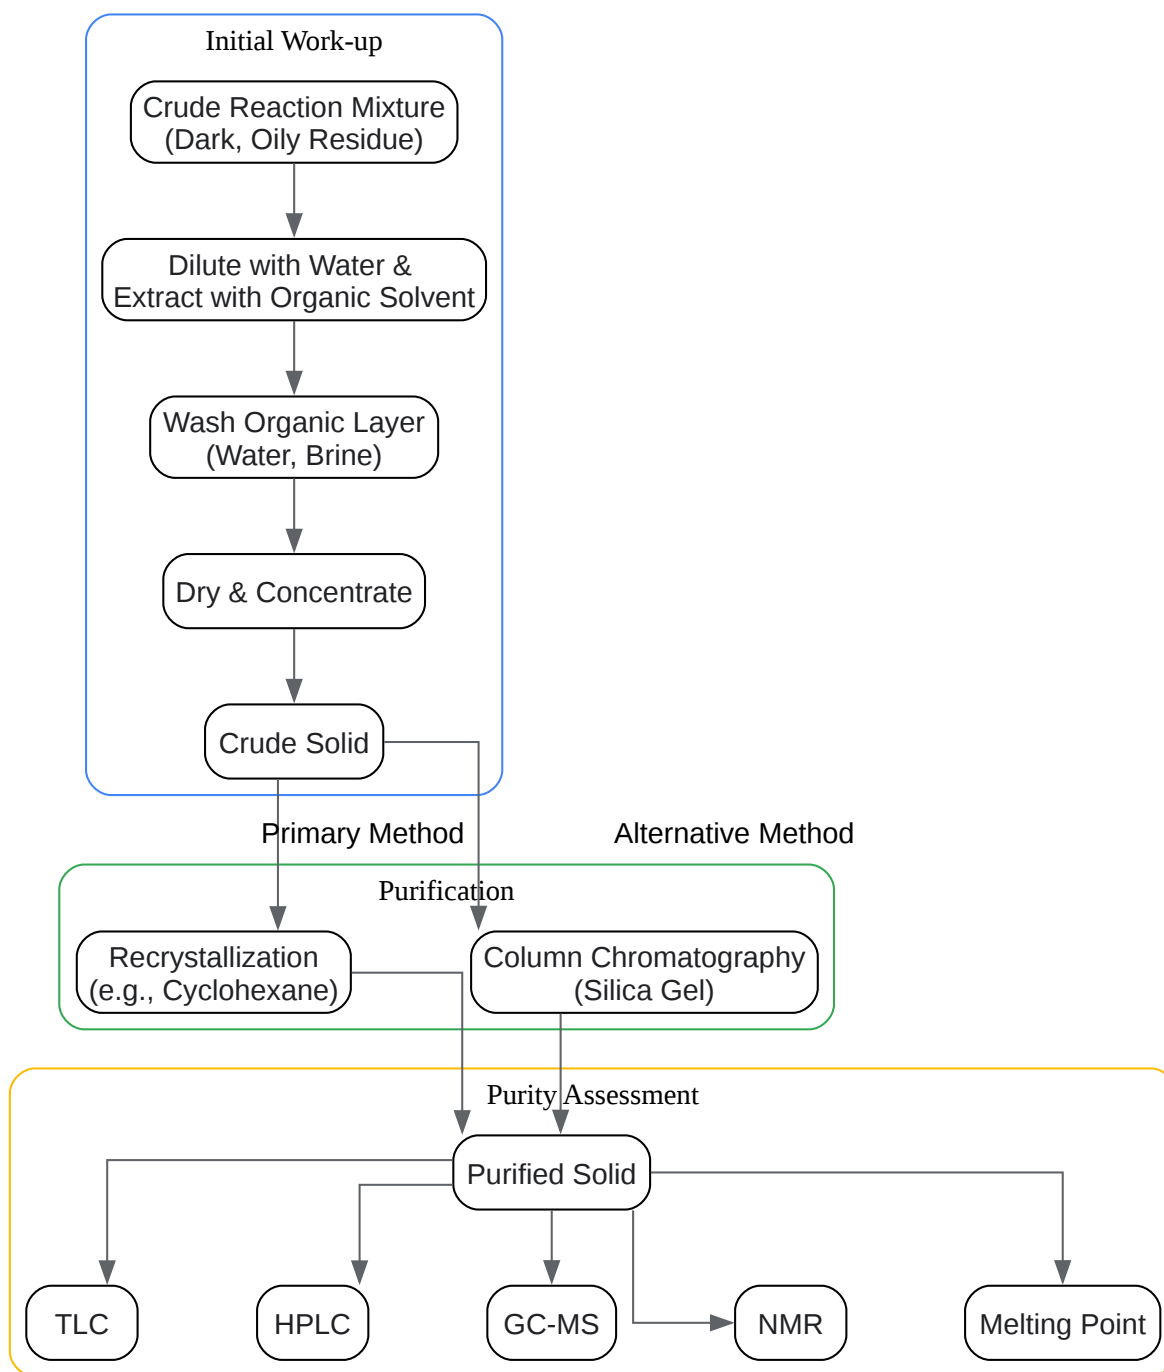 Initial Work-up
Crude Reaction Mixture
(Dark, Oily Residue)
Dilute with Water &
Extract with Organic Solvent
Wash Organic Layer
(Water, Brine)
Dry & Concentrate
Crude Solid
Primary Method
Alternative Method
Purification
Recrystallization
(e.g., Cyclohexane)
Column Chromatography
(Silica Gel)
Purity Assessment
Purified Solid
TLC
HPLC
GC-MS
NMR
Melting Point